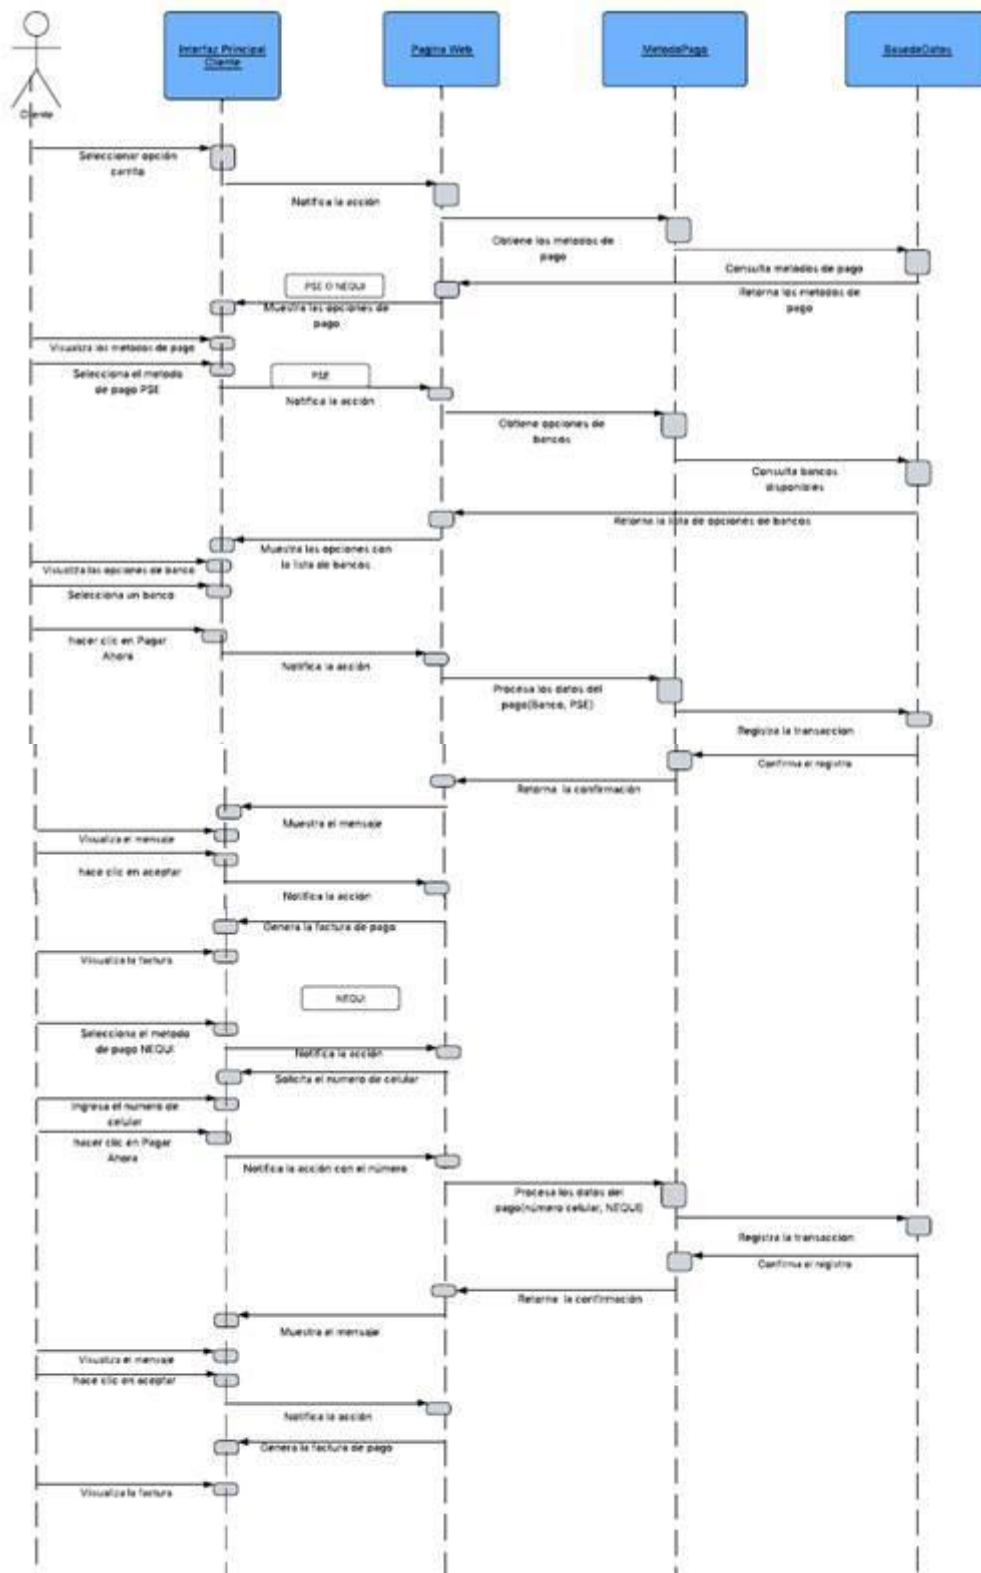 Interfaz Principal
Cliente
Pagina Web
MetodoPago
BasedeDatos
Cliente
Seleccionar opción
carrito
Notifica la acción
Obtiene los metodos de
pago
Consulta metodos de pago
PSE O NEQUI
Retorna los metodos de
pago
Muestra las opciones de
pago
Visualiza los metodos de pago
Selecciona el metodo
de pago PSE
PSE
Notifica la acción
Obtiene opciones de
bancos
Consulta bancos
disponibles
Retorna la lista de opciones de bancos
Muestra las opciones con
la lista de bancos
Visualiza las opciones de banco
Selecciona un banco
hacer clic en Pagar
Ahora
Notifica la acción
Procesa los datos del
pago(Banco, PSE)
Registra la transaccion
Confirma el registro
Retorna la confirmación
Muestra el mensaje
Visualiza el mensaje
hace clic en aceptar
Notifica la acción
Genera la factura de pago
Visualiza la factura
NEQUI
Selecciona el metodo
de pago NEQUI
Notifica la acción
Solicita el numero de celular
Ingresa el numero de
celular
hacer clic en Pagar
Ahora
Notifica la acción con el número
Procesa los datos del
pago(número celular, NEQUI)
Registra la transaccion
Confirma el registro
Retorna la confirmación
Muestra el mensaje
Visualiza el mensaje
hace clic en aceptar
Notifica la acción
Genera la factura de pago
Visualiza la factura